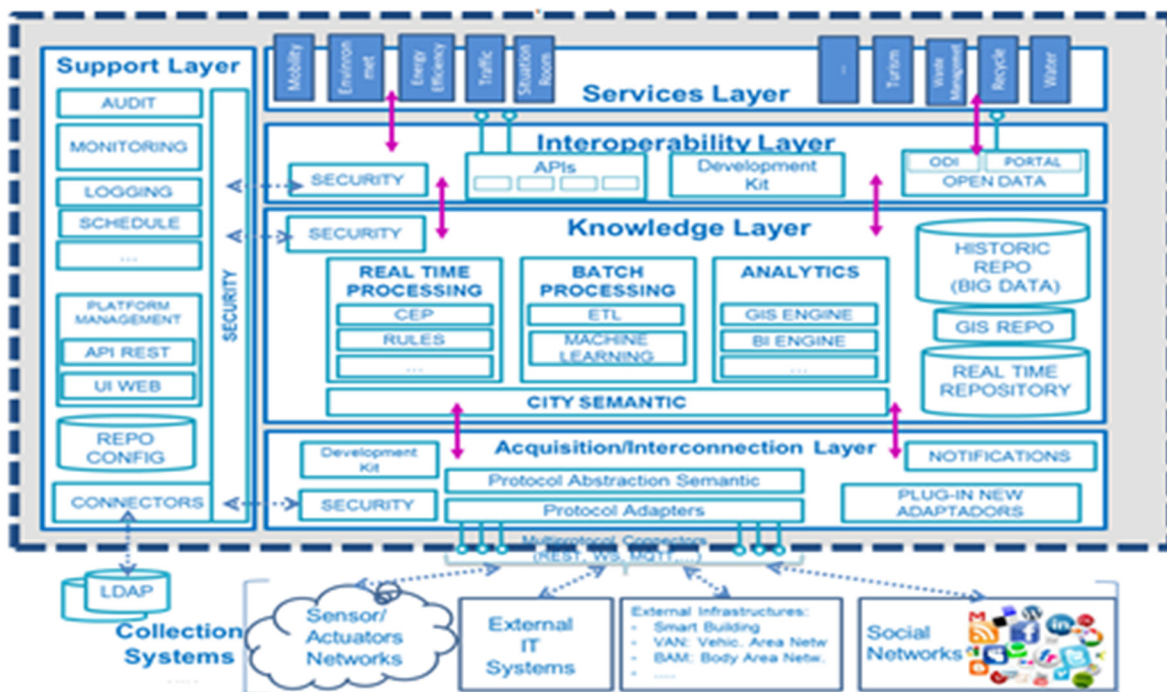 Support Layer
AUDIT
MONITORING
LOGGING
SCHEDULE
...
PLATFORM
MANAGEMENT
API REST
UI WEB
REPO
CONFIG
CONNECTORS
SECURITY
LDAP
Mobility
Environ
met
Energy
Efficiency
Traffic
Situation
Room
...
Turism
Waste
Managment
Recycle
Water
Services Layer
Interoperability Layer
SECURITY
APIs
Development
Kit
ODI
PORTAL
OPEN DATA
SECURITY
Knowledge Layer
REAL TIME
PROCESSING
CEP
RULES
...
BATCH
PROCESSING
ETL
MACHINE
LEARNING
ANALYTICS
GIS ENGINE
BI ENGINE
...
HISTORIC
REPO
(BIG DATA)
GIS REPO
REAL TIME
REPOSITORY
CITY SEMANTIC
Acquisition/Interconnection Layer
Development
Kit
SECURITY
Protocol Abstraction Semantic
Protocol Adapters
NOTIFICATIONS
PLUG-IN NEW
ADAPTADORS
Multiprotocol Connectors
(REST, WS, MQTT,...)
Collection
Systems
....
Sensor/
Actuators
Networks
External
IT
Systems
External Infrastructures:
- Smart Building
- VAN: Vehic. Area Netw
- BAM: Body Area Netw.
- ....
Social
Networks